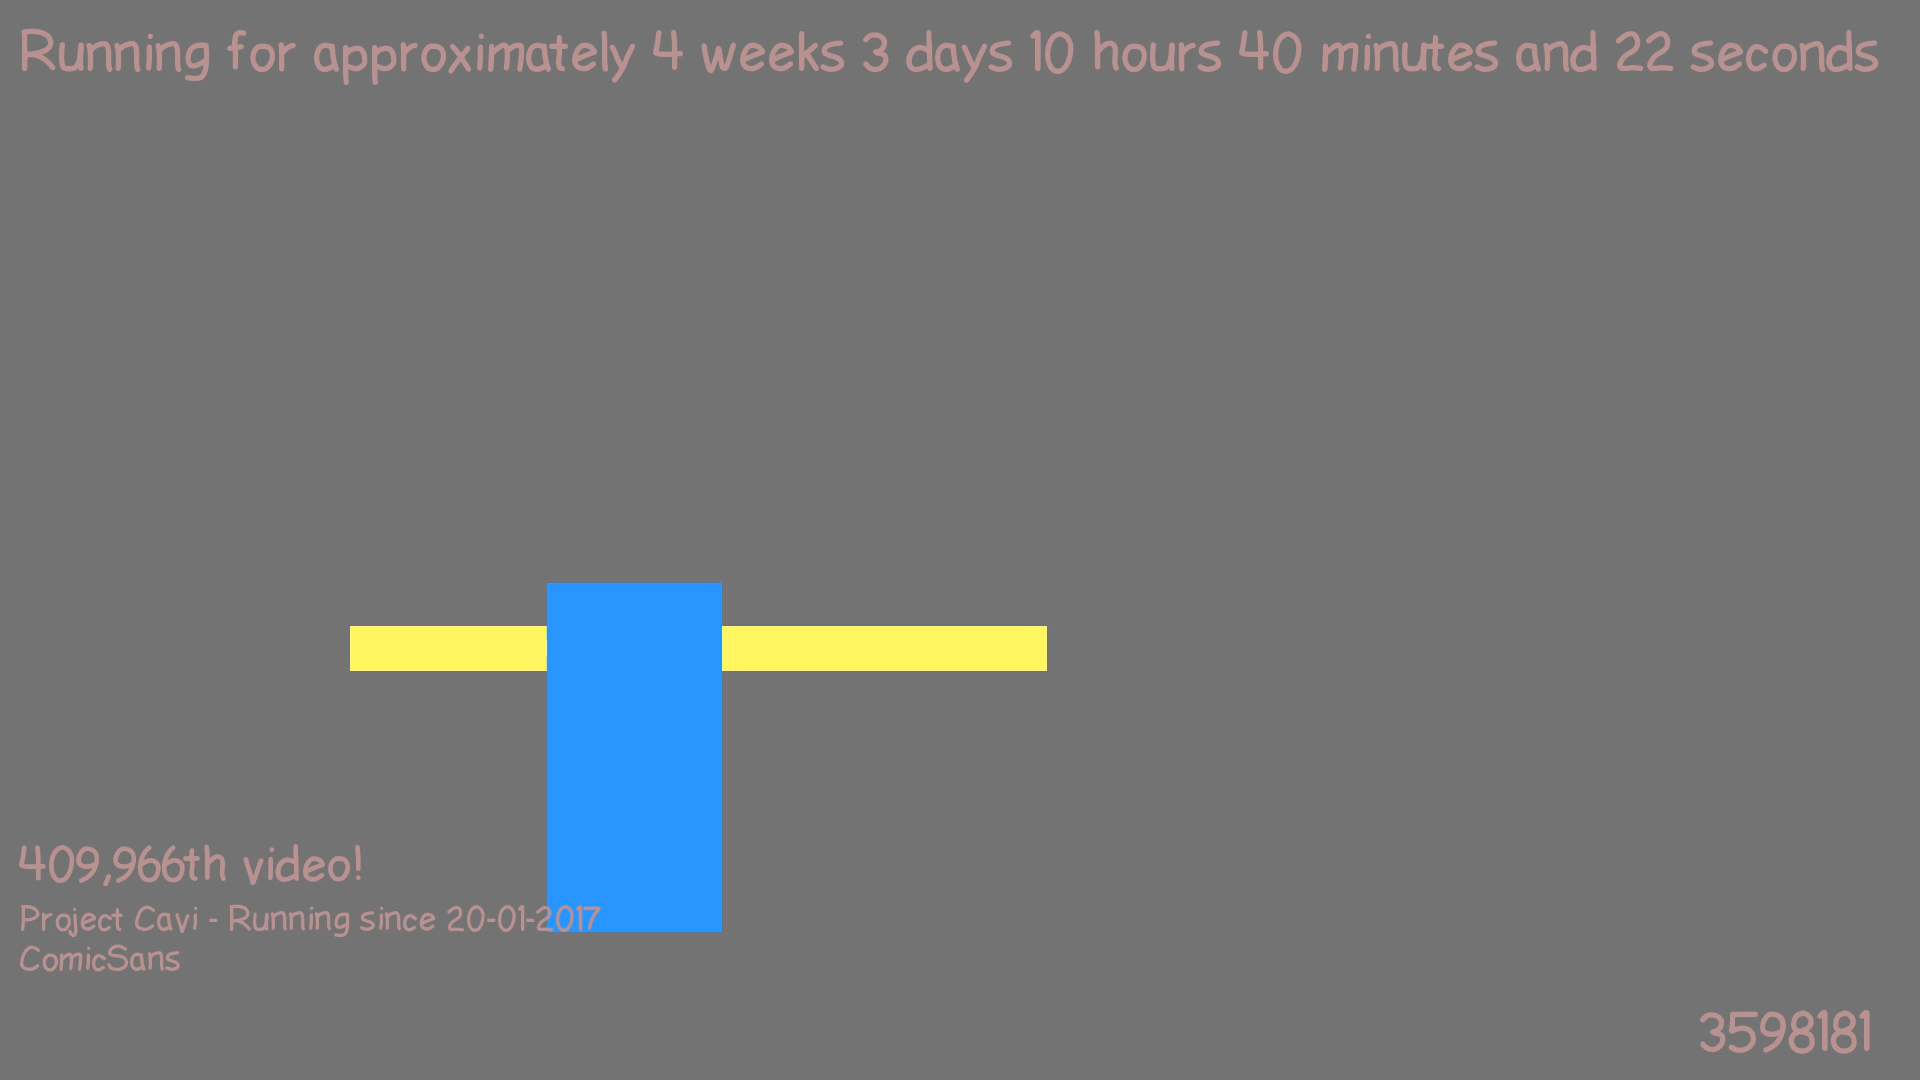 Running for approximately 4 weeks 3 days 10 hours 40 minutes and 22 seconds
409,966th video!
Project Cavi - Running since 20-01-2017
ComicSans
3598181